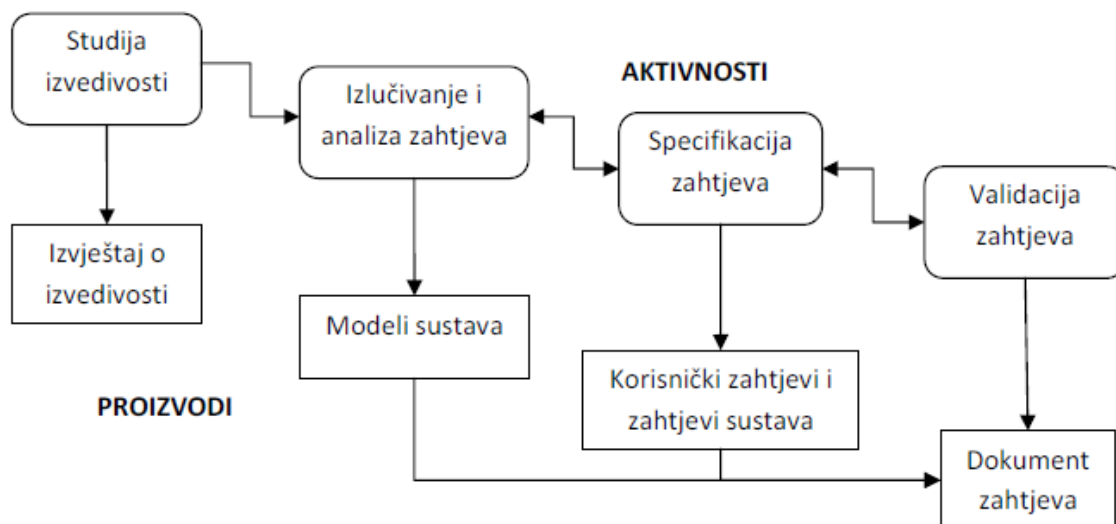 Studija
izvedivosti
Izlučivanje i
analiza zahtjeva
AKTIVNOSTI
Specifikacija
zahtjeva
Validacija
zahtjeva
Izvještaj o
izvedivosti
Modeli sustava
Korisnički zahtjevi i
zahtjevi sustava
PROIZVODI
Dokument
zahtjeva